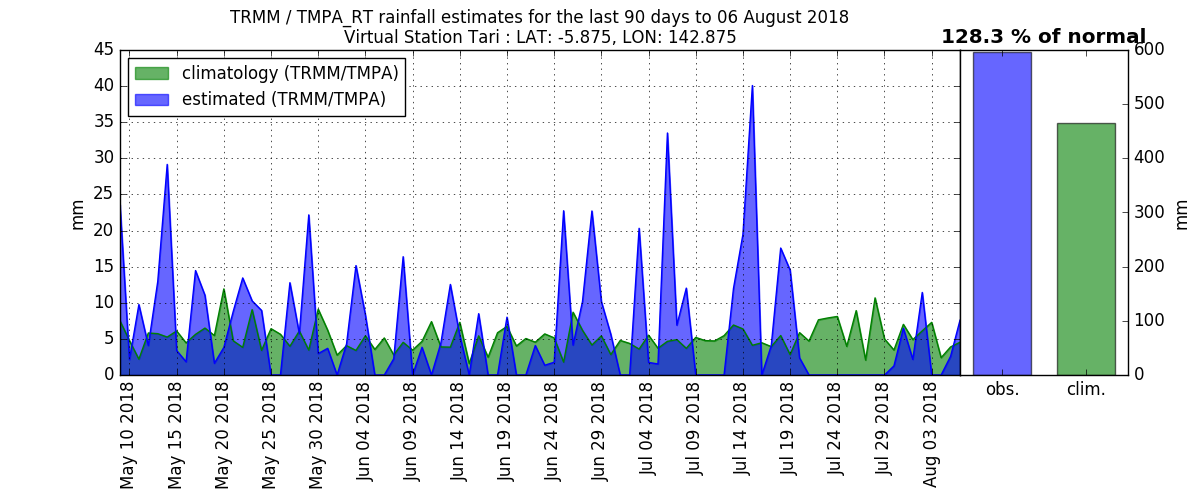 TRMM / TMPA_RT rainfall estimates for the last 90 days to 06 August 2018
Virtual Station Tari : LAT: -5.875, LON: 142.875
128.3 % of normal
climatology (TRMM/TMPA)
estimated (TRMM/TMPA)
mm
45
40
35
30
25
20
15
10
5
0
600
500
400
300
200
100
0
mm
obs.
clim.
May 10 2018
May 15 2018
May 20 2018
May 25 2018
May 30 2018
Jun 04 2018
Jun 09 2018
Jun 14 2018
Jun 19 2018
Jun 24 2018
Jun 29 2018
Jul 04 2018
Jul 09 2018
Jul 14 2018
Jul 19 2018
Jul 24 2018
Jul 29 2018
Aug 03 2018